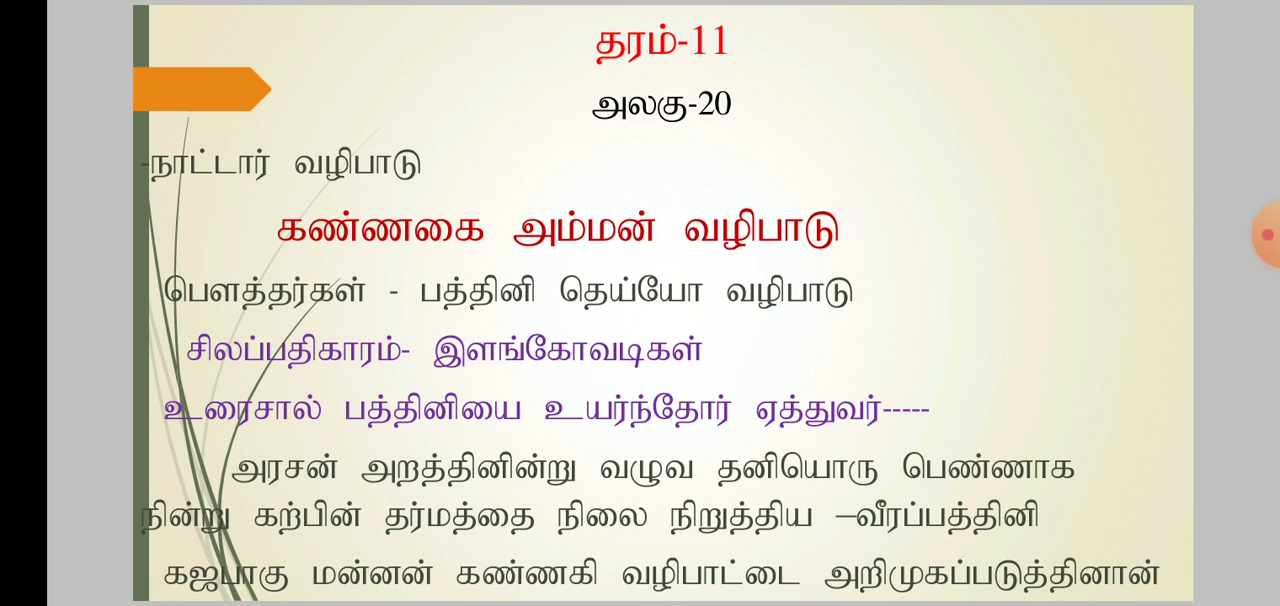 தரம்-11
அலகு-20
-நாட்டார் வழிபாடு
கண்ணகை அம்மன் வழிபாடு
பௌத்தர்கள் - பத்தினி தெய்யோ வழிபாடு
சிலப்பதிகாரம்- இளங்கோவடிகள்
உரைசால் பத்தினியை உயர்ந்தோர் ஏத்துவர்-----
அரசன் அறத்தினின்று வழுவ தனியொரு பெண்ணாக
நின்று கற்பின் தர்மத்தை நிலை நிறுத்திய –வீரப்பத்தினி
கஜபாகு மன்னன் கண்ணகி வழிபாட்டை அறிமுகப்படுத்தினான்